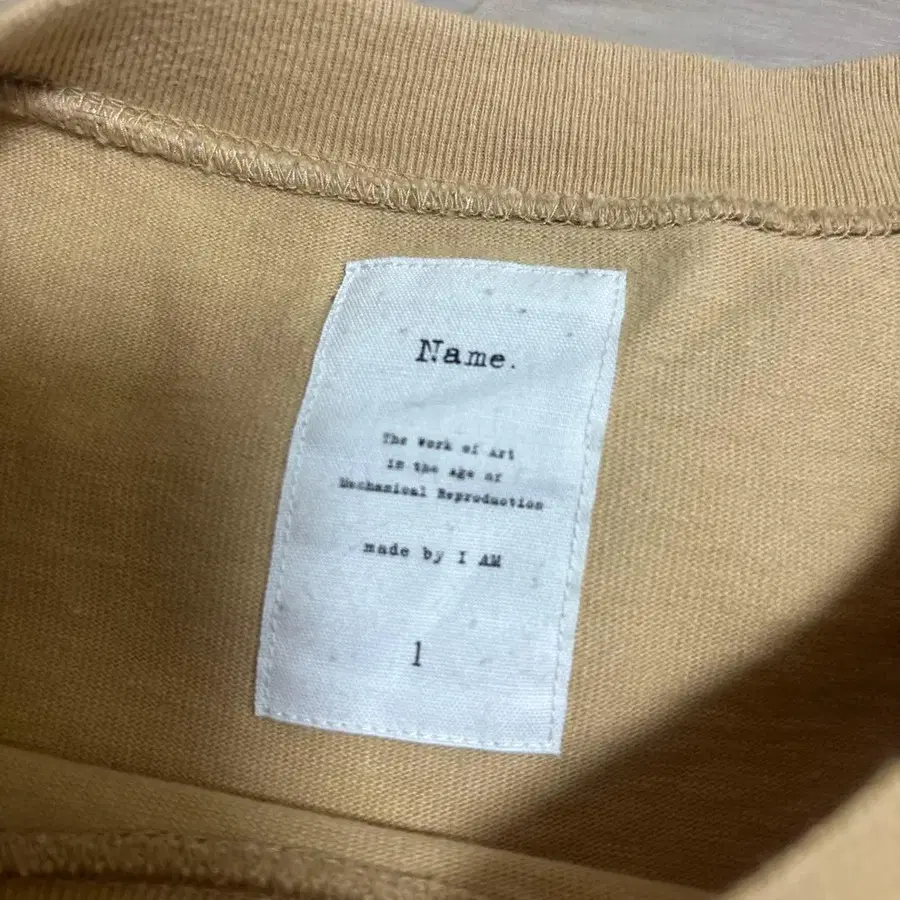 Name.
The Work of Art
in the age of
Mechanical Reproduction
made by I AM
1